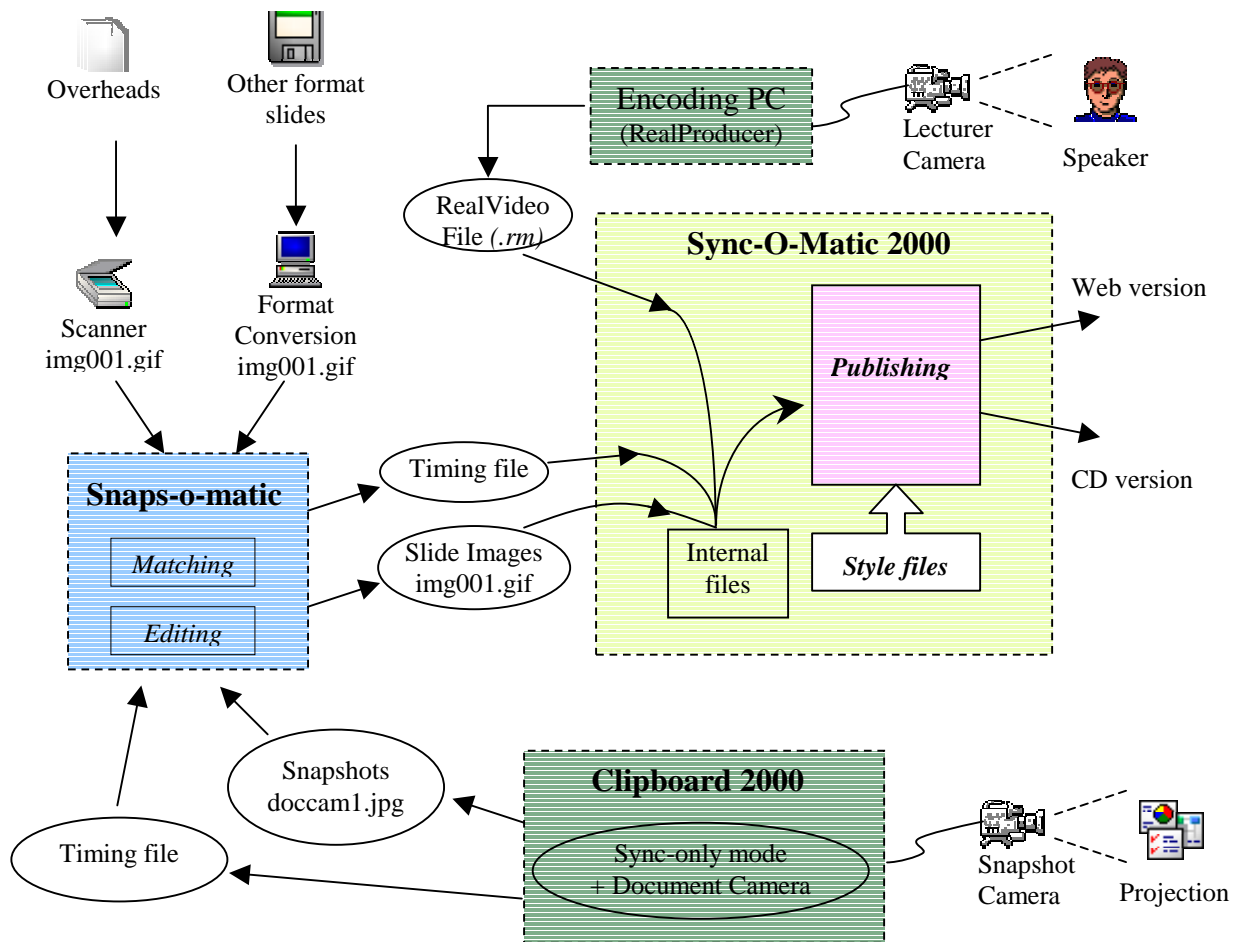 Overheads
Other format
slides
Encoding PC
(RealProducer)
Lecturer
Camera
Speaker
RealVideo
File (.rm)
Scanner
img001.gif
Format
Conversion
img001.gif
Sync-O-Matic 2000
Publishing
Web version
CD version
Snaps-o-matic
Matching
Editing
Timing file
Slide Images
img001.gif
Internal
files
Style files
Snapshots
doccam1.jpg
Timing file
Clipboard 2000
Sync-only mode
+ Document Camera
Snapshot
Camera
Projection